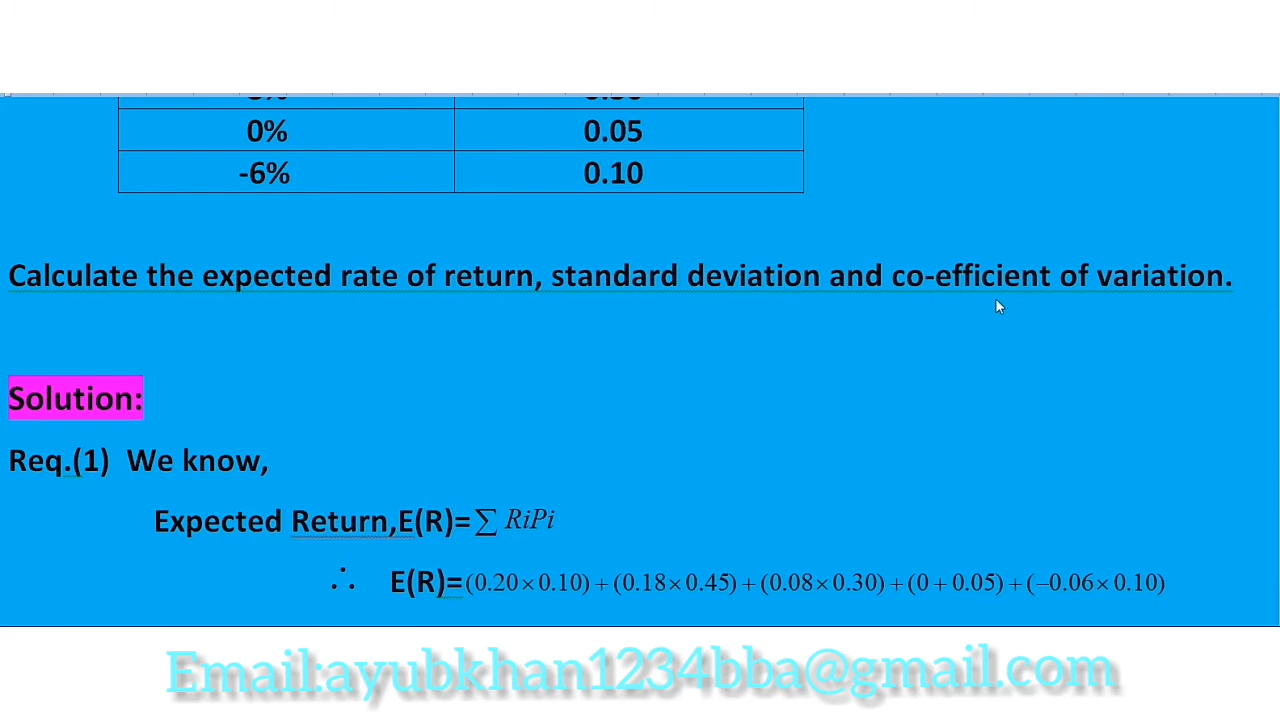 0% 0.05
-6% 0.10
Calculate the expected rate of return, standard deviation and co-efficient of variation.
Solution:
Req.(1) We know,
Expected Return,E(R)=∑ RiPi
∴ E(R)=(0.20×0.10)+(0.18×0.45)+(0.08×0.30)+(0+0.05)+(−0.06×0.10)
Email:ayubkhan1234bba@gmail.com